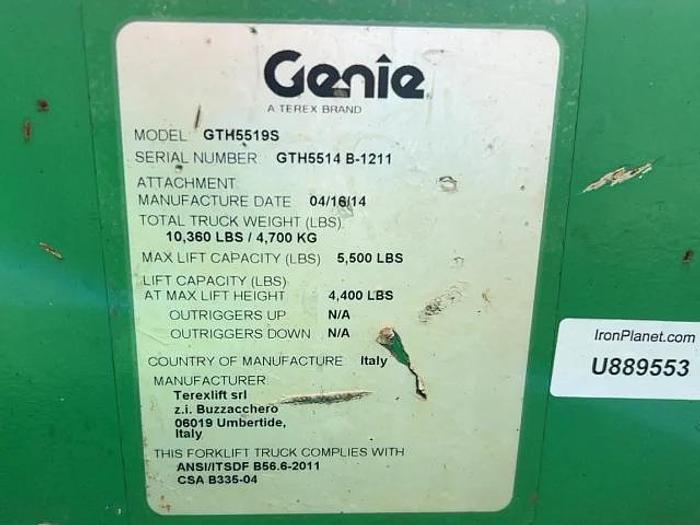 Genie
A TEREX BRAND
MODEL GTH5519S
SERIAL NUMBER GTH5514 B-1211
ATTACHMENT
MANUFACTURE DATE 04/16/14
TOTAL TRUCK WEIGHT (LBS)
10,360 LBS / 4,700 KG
MAX LIFT CAPACITY (LBS) 5,500 LBS
LIFT CAPACITY (LBS)
AT MAX LIFT HEIGHT 4,400 LBS
OUTRIGGERS UP N/A
OUTRIGGERS DOWN N/A
COUNTRY OF MANUFACTURE Italy
MANUFACTURER
Terexlift srl
z.i. Buzzacchero
06019 Umbertide,
Italy
THIS FORKLIFT TRUCK COMPLIES WITH
ANSI/ITSDF B56.6-2011
CSA B335-04
IronPlanet.com
U889553